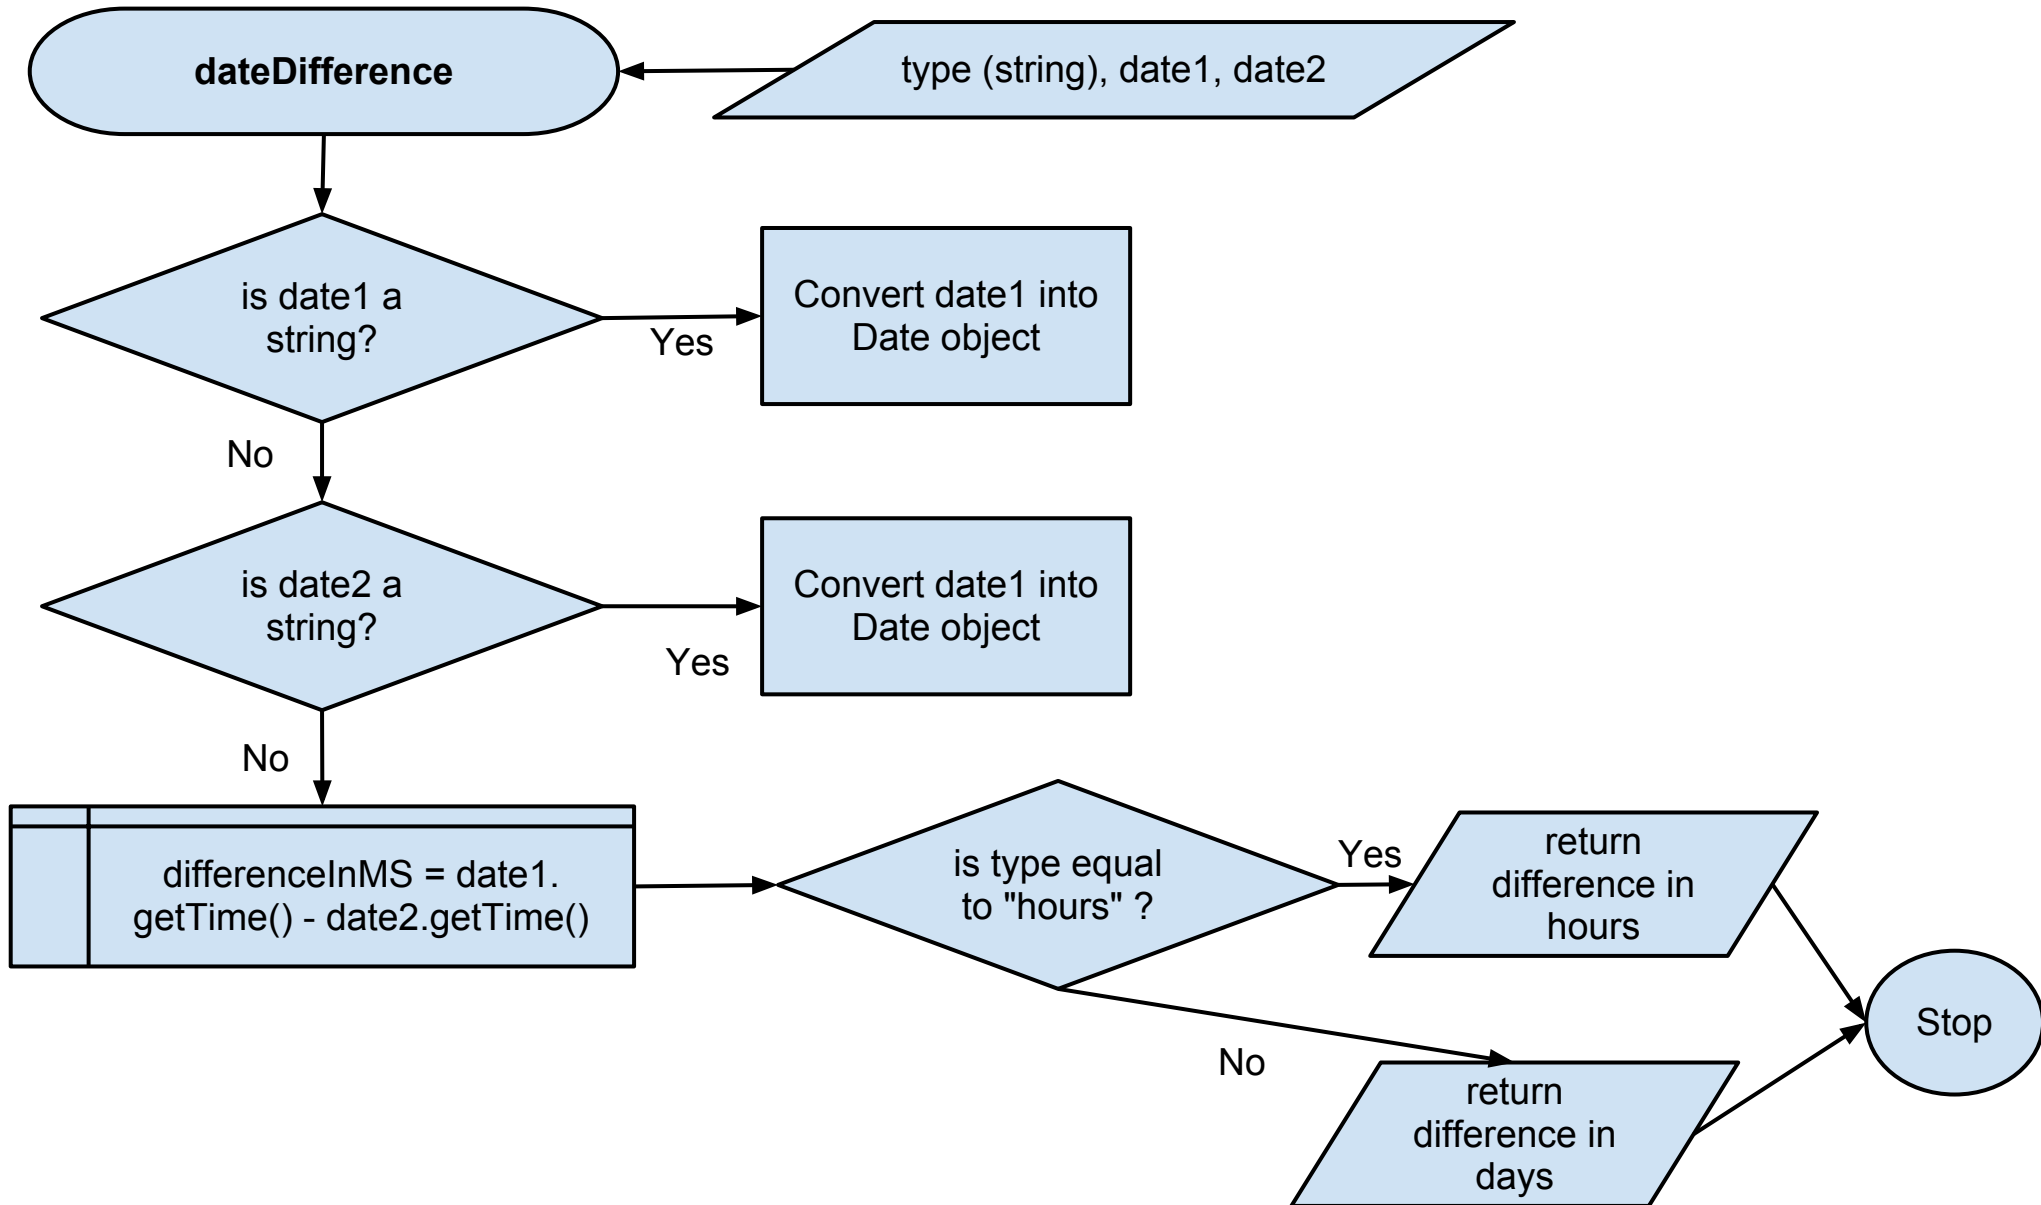 dateDifference
type (string), date1, date2
is date1 a
string?
Yes
Convert date1 into
Date object
No
is date2 a
string?
Yes
Convert date1 into
Date object
No
differenceInMS = date1.
getTime() - date2.getTime()
is type equal
to "hours" ?
Yes
return
difference in
hours
Stop
No
return
difference in
days